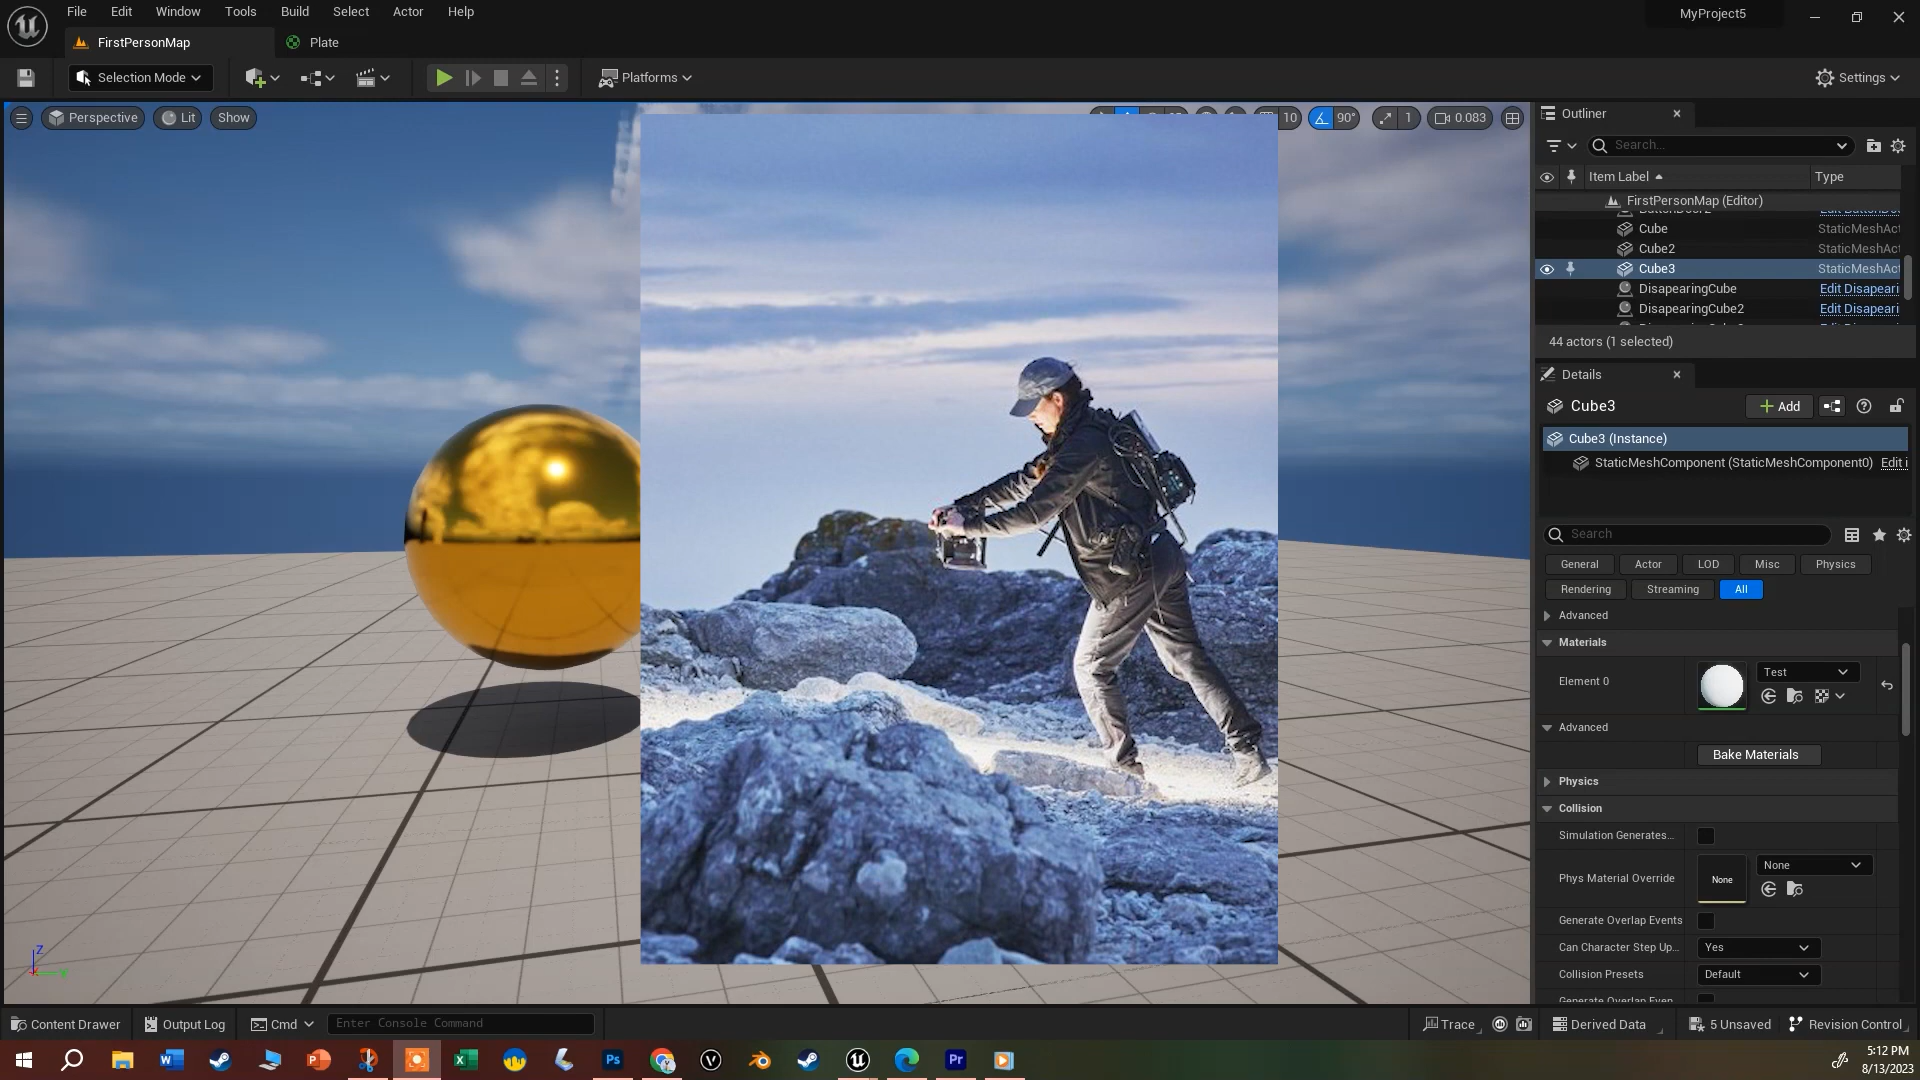 File Edit Window Tools Build Select Actor Help
MyProject5
FirstPersonMap
Plate
Selection Mode
Platforms
Settings
Perspective
Lit
Show
10
90°
1
0.083
Outliner
Search...
Item Label
Type
FirstPersonMap (Editor)
Cube
StaticMeshAct
Cube2
StaticMeshAct
Cube3
StaticMeshAct
DisapearingCube
Edit Disapeari
DisapearingCube2
Edit Disapeari
44 actors (1 selected)
Details
Cube3
Add
Cube3 (Instance)
StaticMeshComponent (StaticMeshComponent0)
Edit i
Search
General
Actor
LOD
Misc
Physics
Rendering
Streaming
All
Advanced
Materials
Element 0
Test
Advanced
Bake Materials
Physics
Collision
Simulation Generates...
Phys Material Override
None
None
Generate Overlap Events
Can Character Step Up...
Yes
Collision Presets
Default
Generate Overlap Even
Content Drawer
Output Log
Cmd
Enter Console Command
Trace
Derived Data
5 Unsaved
Revision Control
5:12 PM
8/13/2023